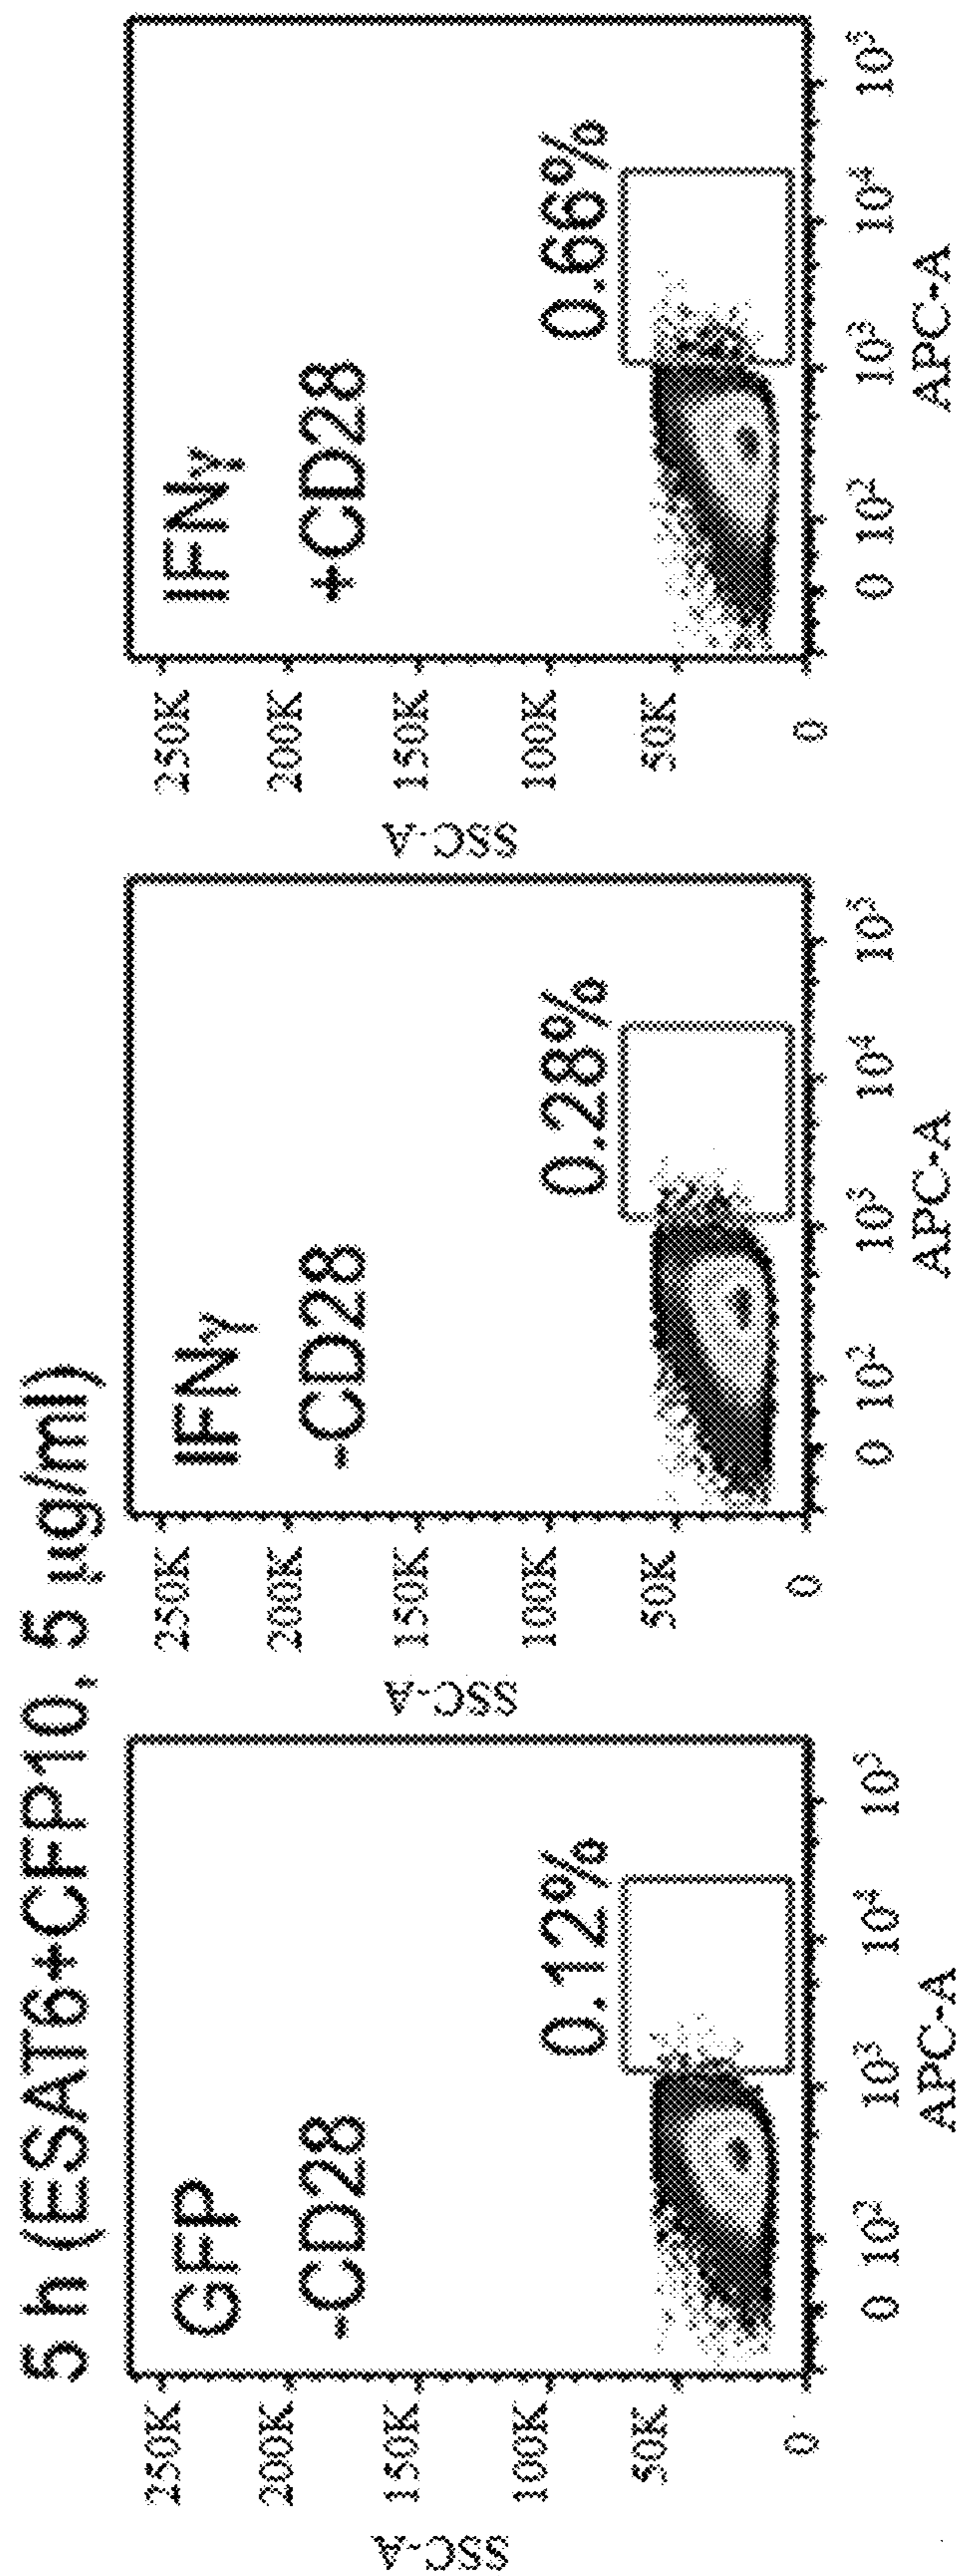 5 h (ESAT6+CFP10, 5 µg/ml)
GFP
-CD28
0.12%
250K
200K
150K
100K
50K
0
SSC-A
0 10² 10³ 10⁴ 10⁵
APC-A
IFNγ
-CD28
0.28%
250K
200K
150K
100K
50K
0
SSC-A
0 10² 10³ 10⁴ 10⁵
APC-A
IFNγ
+CD28
0.66%
250K
200K
150K
100K
50K
0
SSC-A
0 10² 10³ 10⁴ 10⁵
APC-A